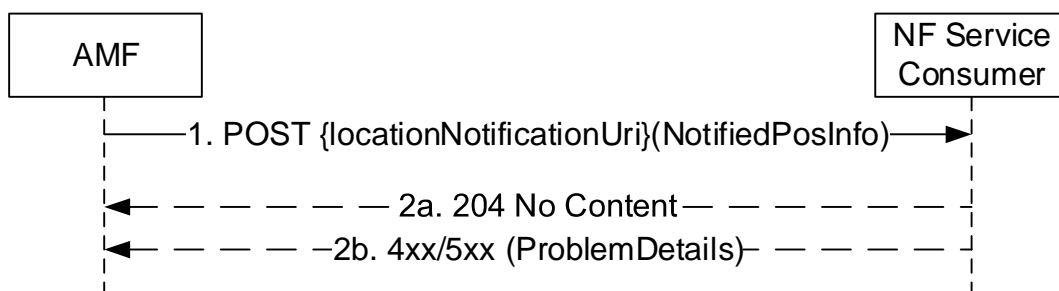 AMF
NF Service
Consumer
1. POST {locationNotificationUri}(NotifiedPosInfo)
2a. 204 No Content
2b. 4xx/5xx (ProblemDetails)